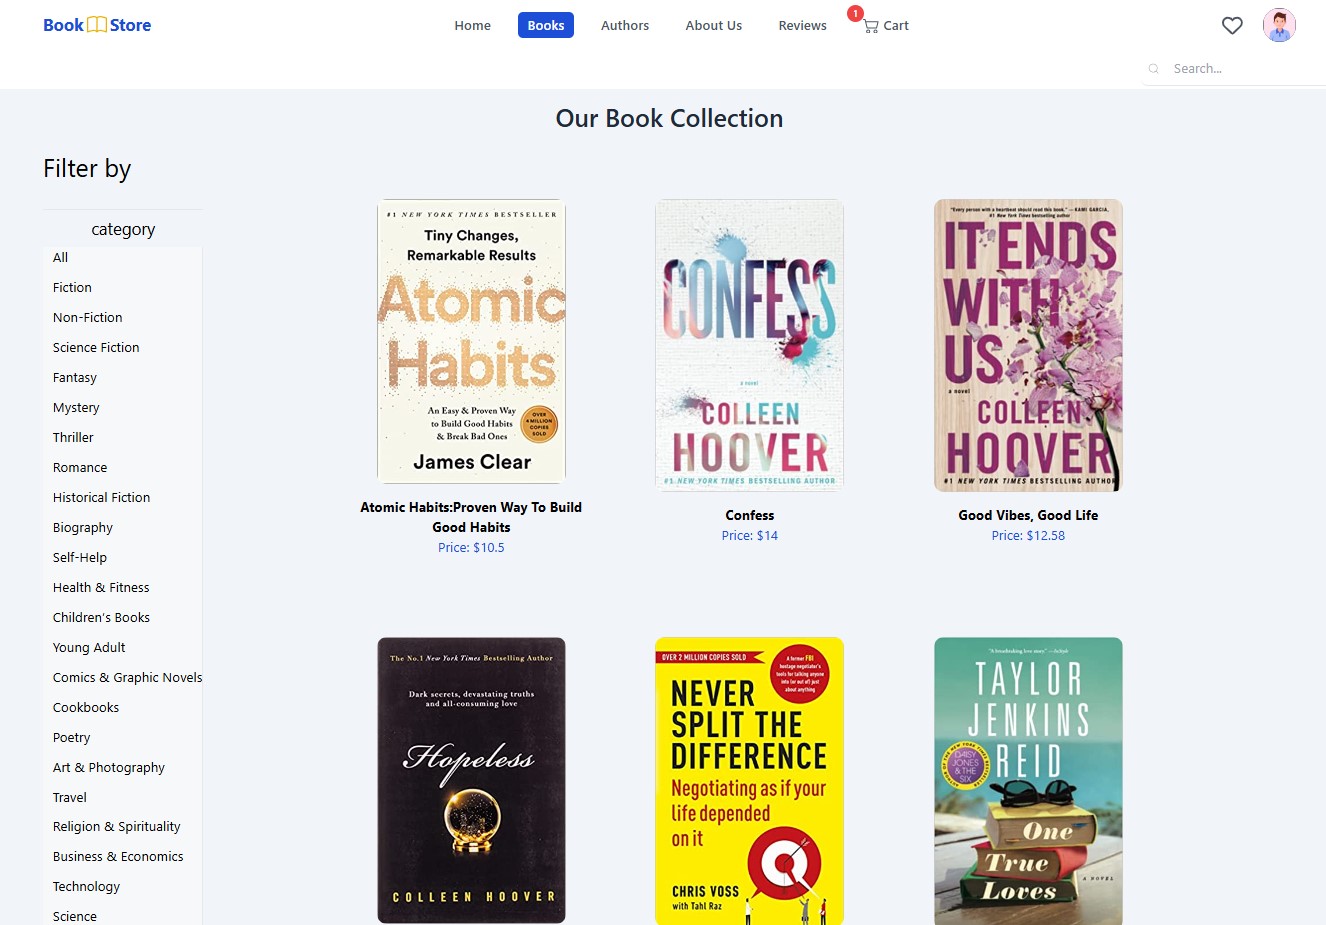 Book Store
Home
Books
Authors
About Us
Reviews
1
Cart
Search...
Our Book Collection
Filter by
category
All
Fiction
Non-Fiction
Science Fiction
Fantasy
Mystery
Thriller
Romance
Historical Fiction
Biography
Self-Help
Health & Fitness
Children's Books
Young Adult
Comics & Graphic Novels
Cookbooks
Poetry
Art & Photography
Travel
Religion & Spirituality
Business & Economics
Technology
Science
#1 NEW YORK TIMES BESTSELLER
Tiny Changes,
Remarkable Results
Atomic
Habits
An Easy & Proven Way
to Build Good Habits
& Break Bad Ones
OVER
4 MILLION
COPIES
SOLD
James Clear
Atomic Habits:Proven Way To Build
Good Habits
Price: $10.5
CONFESS
a novel
COLLEEN
HOOVER
#1 NEW YORK TIMES BESTSELLING AUTHOR
Confess
Price: $14
"Every person with a heartbeat should read this book." —KAMI GARCIA,
#1 New York Times bestselling author
IT ENDS
WITH
US
a novel
COLLEEN
HOOVER
#1 NEW YORK TIMES BESTSELLING AUTHOR
Good Vibes, Good Life
Price: $12.58
The No.1 New York Times Bestselling Author
Dark secrets, devastating truths
and all-consuming love
Hopeless
COLLEEN HOOVER
OVER 2 MILLION COPIES SOLD
A former FBI
hostage negotiator's
tools for talking anyone
into (or out of) just
about anything
NEVER
SPLIT THE
DIFFERENCE
Negotiating as if your
life depended
on it
CHRIS VOSS
with Tahl Raz
"A breathtaking love story."
TAYLOR
JENKINS
REID
AUTHOR OF THE NEW YORK TIMES BESTSELLER
DAISY
JONES
& THE
SIX
One
True
Loves
A NOVEL